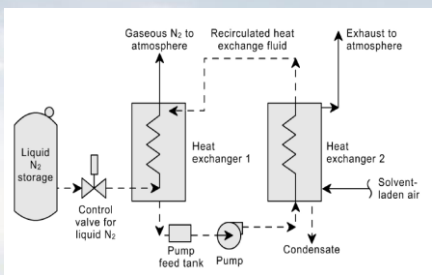 Gaseous N₂ to
atmosphere
Recirculated heat
exchange fluid
Exhaust to
atmosphere
Liquid
N₂
storage
Heat
exchanger 1
Heat
exchanger 2
Solvent-
laden air
Control
valve for
liquid N₂
Pump
feed tank
Pump
Condensate